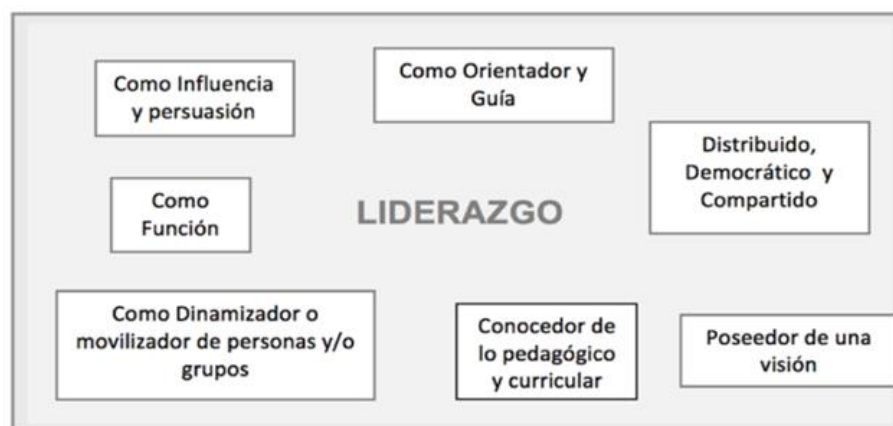 Como Influencia
y persuasión
Como Orientador y
Guía
Distribuido,
Democrático y
Compartido
Como
Función
LIDERAZGO
Como Dinamizador o
movilizador de personas y/o
grupos
Conocedor de
lo pedagógico
y curricular
Poseedor de una
visión